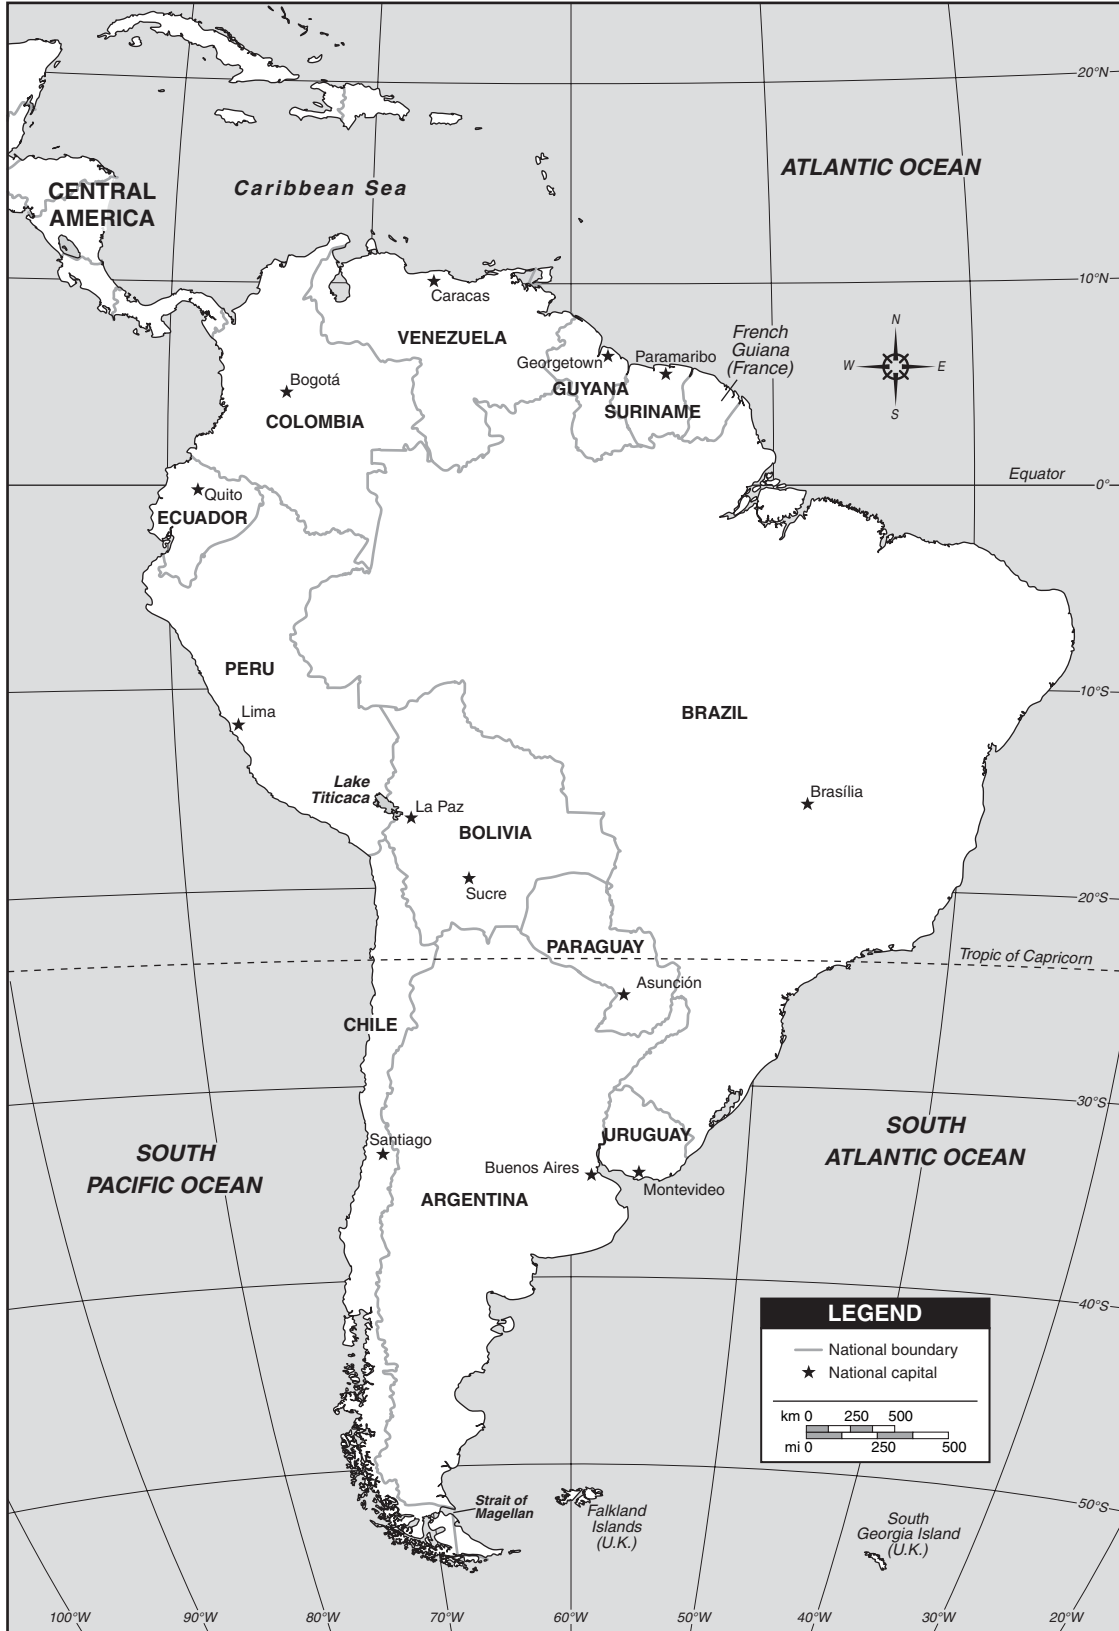 20°N
ATLANTIC OCEAN
Caribbean Sea
CENTRAL
AMERICA
10°N
Caracas
VENEZUELA
French
Guiana
(France)
N
W
E
S
Georgetown
Paramaribo
GUYANA
SURINAME
Bogotá
COLOMBIA
Equator
0°
Quito
ECUADOR
PERU
Lima
10°S
BRAZIL
Lake
Titicaca
La Paz
Brasília
BOLIVIA
Sucre
20°S
PARAGUAY
Tropic of Capricorn
Asunción
CHILE
30°S
SOUTH
PACIFIC OCEAN
Santiago
URUGUAY
SOUTH
ATLANTIC OCEAN
Buenos Aires
Montevideo
ARGENTINA
40°S
LEGEND
National boundary
National capital
km 0 250 500
mi 0 250 500
50°S
Strait of
Magellan
Falkland
Islands
(U.K.)
South
Georgia Island
(U.K.)
100°W 90°W 80°W 70°W 60°W 50°W 40°W 30°W 20°W